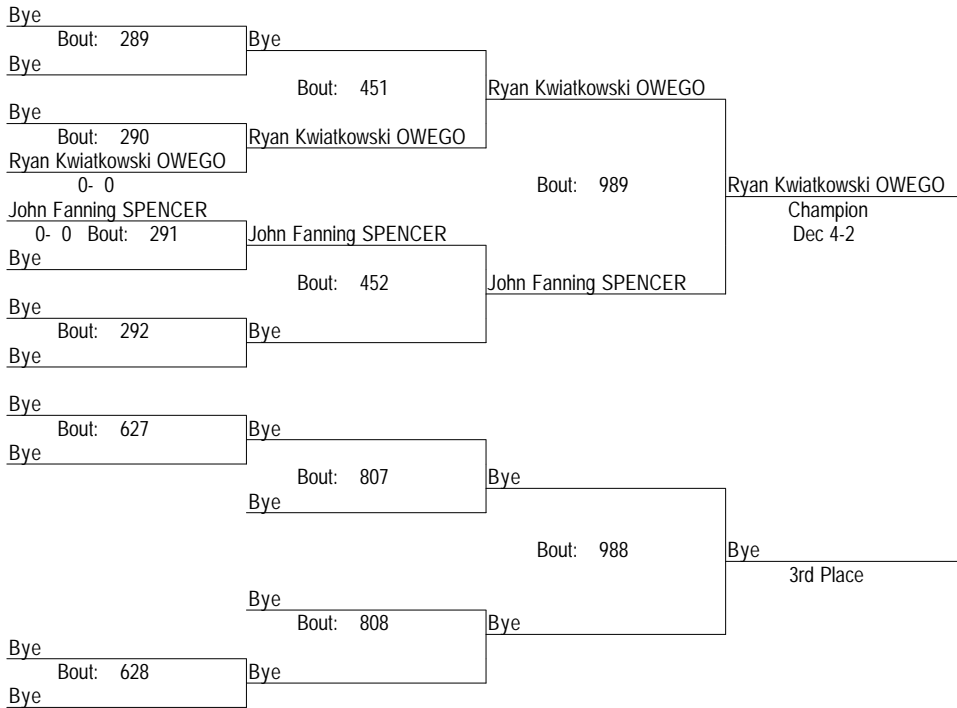 Bye
Bout: 289 Bye
Bye
Bout: 451 Ryan Kwiatkowski OWEGO
Bye
Bout: 290 Ryan Kwiatkowski OWEGO
Ryan Kwiatkowski OWEGO
0- 0 Bout: 989 Ryan Kwiatkowski OWEGO
John Fanning SPENCER Champion
0- 0 Bout: 291 John Fanning SPENCER Dec 4-2
Bye
Bout: 452 John Fanning SPENCER
Bye
Bout: 292 Bye
Bye
Bye
Bout: 627 Bye
Bye
Bout: 807 Bye
Bye
Bout: 988 Bye
3rd Place
Bye
Bout: 808 Bye
Bye
Bout: 628 Bye
Bye